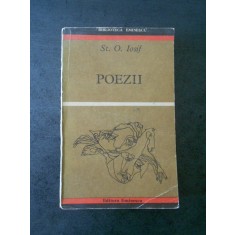 BIBLIOTECA EMINESCU
St. O. Iosif
POEZII
Editura Eminescu